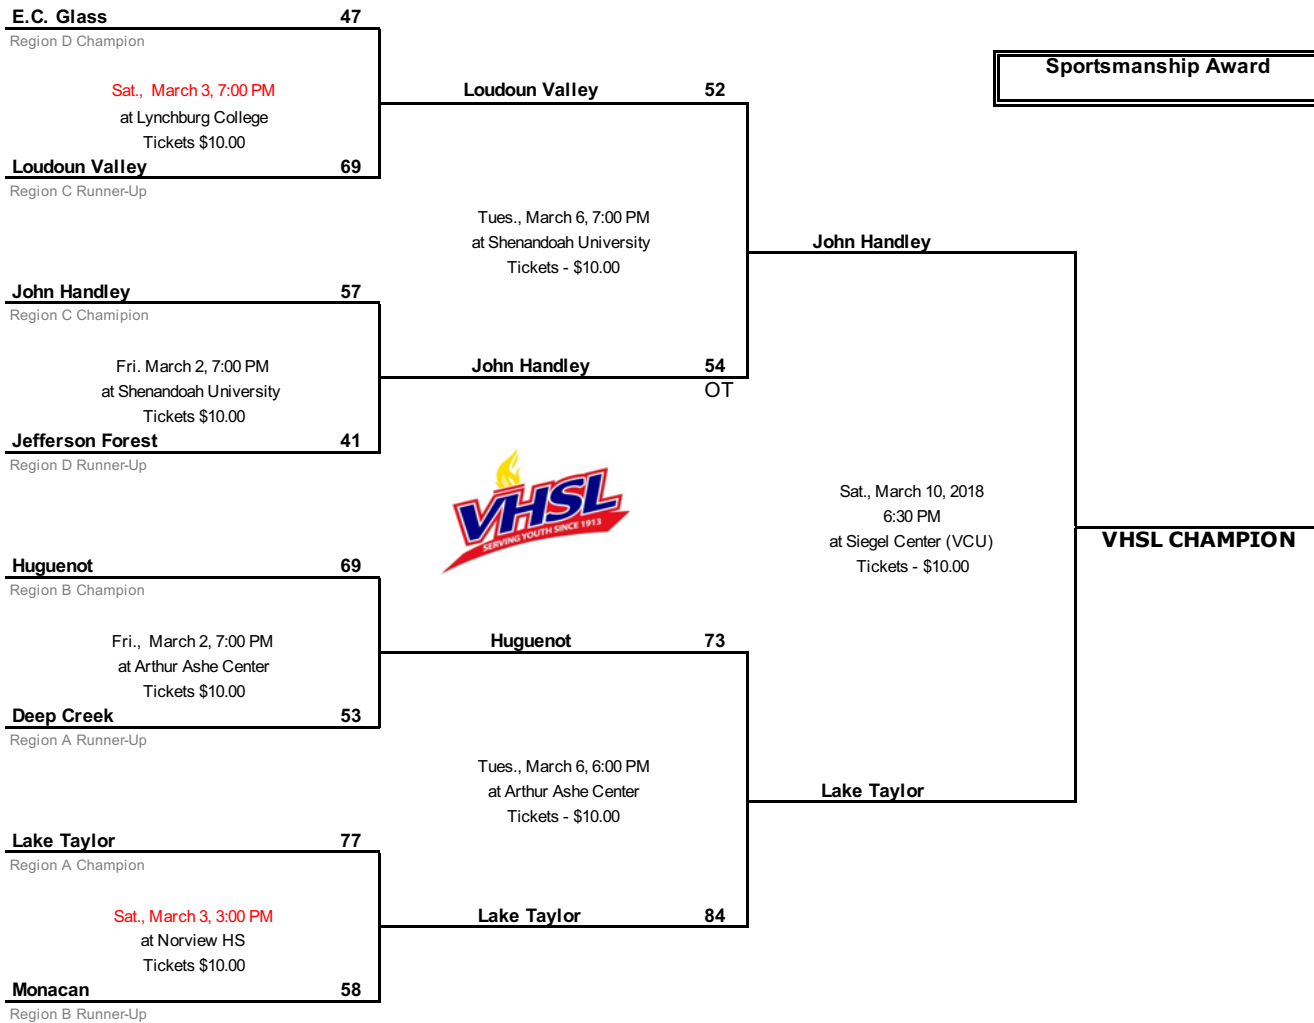 E.C. Glass 47
Region D Champion
Sat., March 3, 7:00 PM
at Lynchburg College
Tickets $10.00
Loudoun Valley 69
Region C Runner-Up
John Handley 57
Region C Chamipion
Fri. March 2, 7:00 PM
at Shenandoah University
Tickets $10.00
Jefferson Forest 41
Region D Runner-Up
Huguenot 69
Region B Champion
Fri., March 2, 7:00 PM
at Arthur Ashe Center
Tickets $10.00
Deep Creek 53
Region A Runner-Up
Lake Taylor 77
Region A Champion
Sat., March 3, 3:00 PM
at Norview HS
Tickets $10.00
Monacan 58
Region B Runner-Up
Loudoun Valley 52
Tues., March 6, 7:00 PM
at Shenandoah University
Tickets - $10.00
John Handley 54
OT
VHSL
SERVING YOUTH SINCE 1913
Huguenot 73
Tues., March 6, 6:00 PM
at Arthur Ashe Center
Tickets - $10.00
Lake Taylor 84
John Handley
Sat., March 10, 2018
6:30 PM
at Siegel Center (VCU)
Tickets - $10.00
Lake Taylor
Sportsmanship Award
VHSL CHAMPION